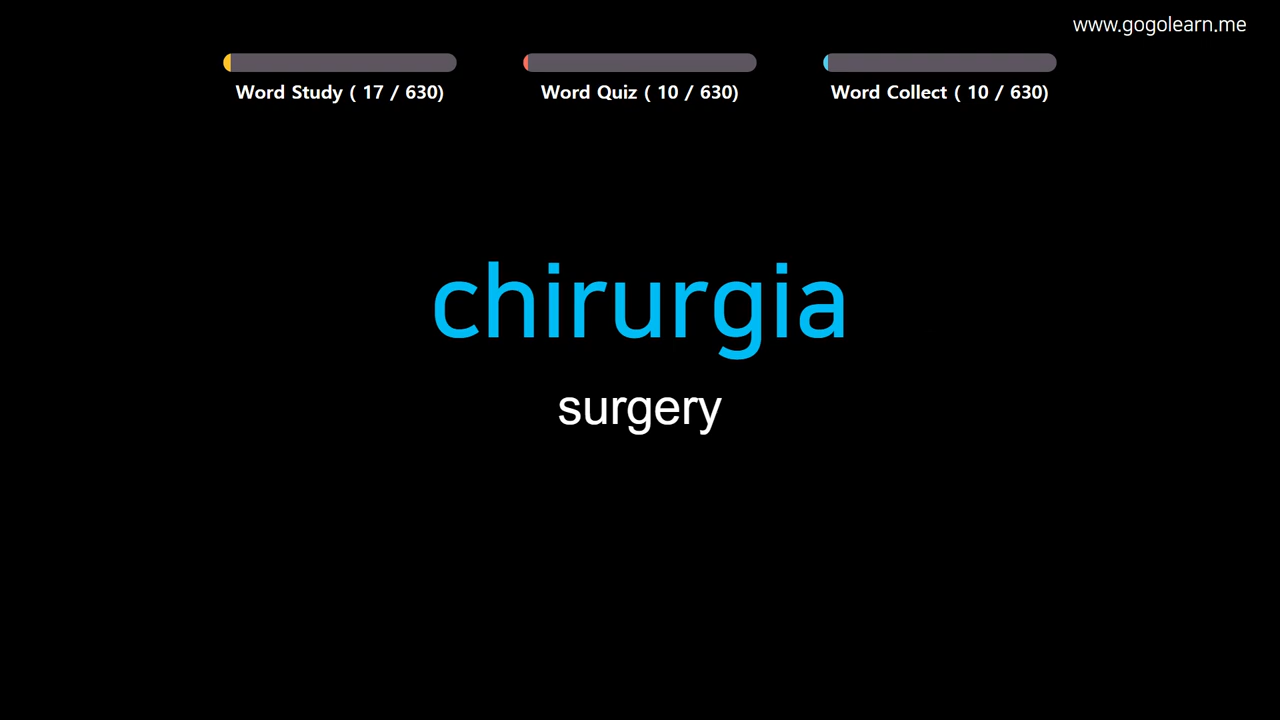 www.gogolearn.me
Word Study ( 17 / 630)
Word Quiz ( 10 / 630)
Word Collect ( 10 / 630)
chirurgia
surgery